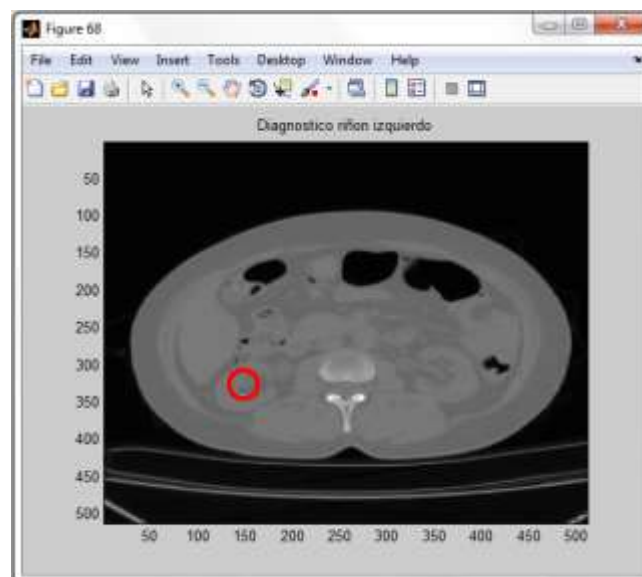 Figure 68
File Edit View Insert Tools Desktop Window Help
Diagnostico riñon izquierdo
50
100
150
200
250
300
350
400
450
500
50 100 150 200 250 300 350 400 450 500